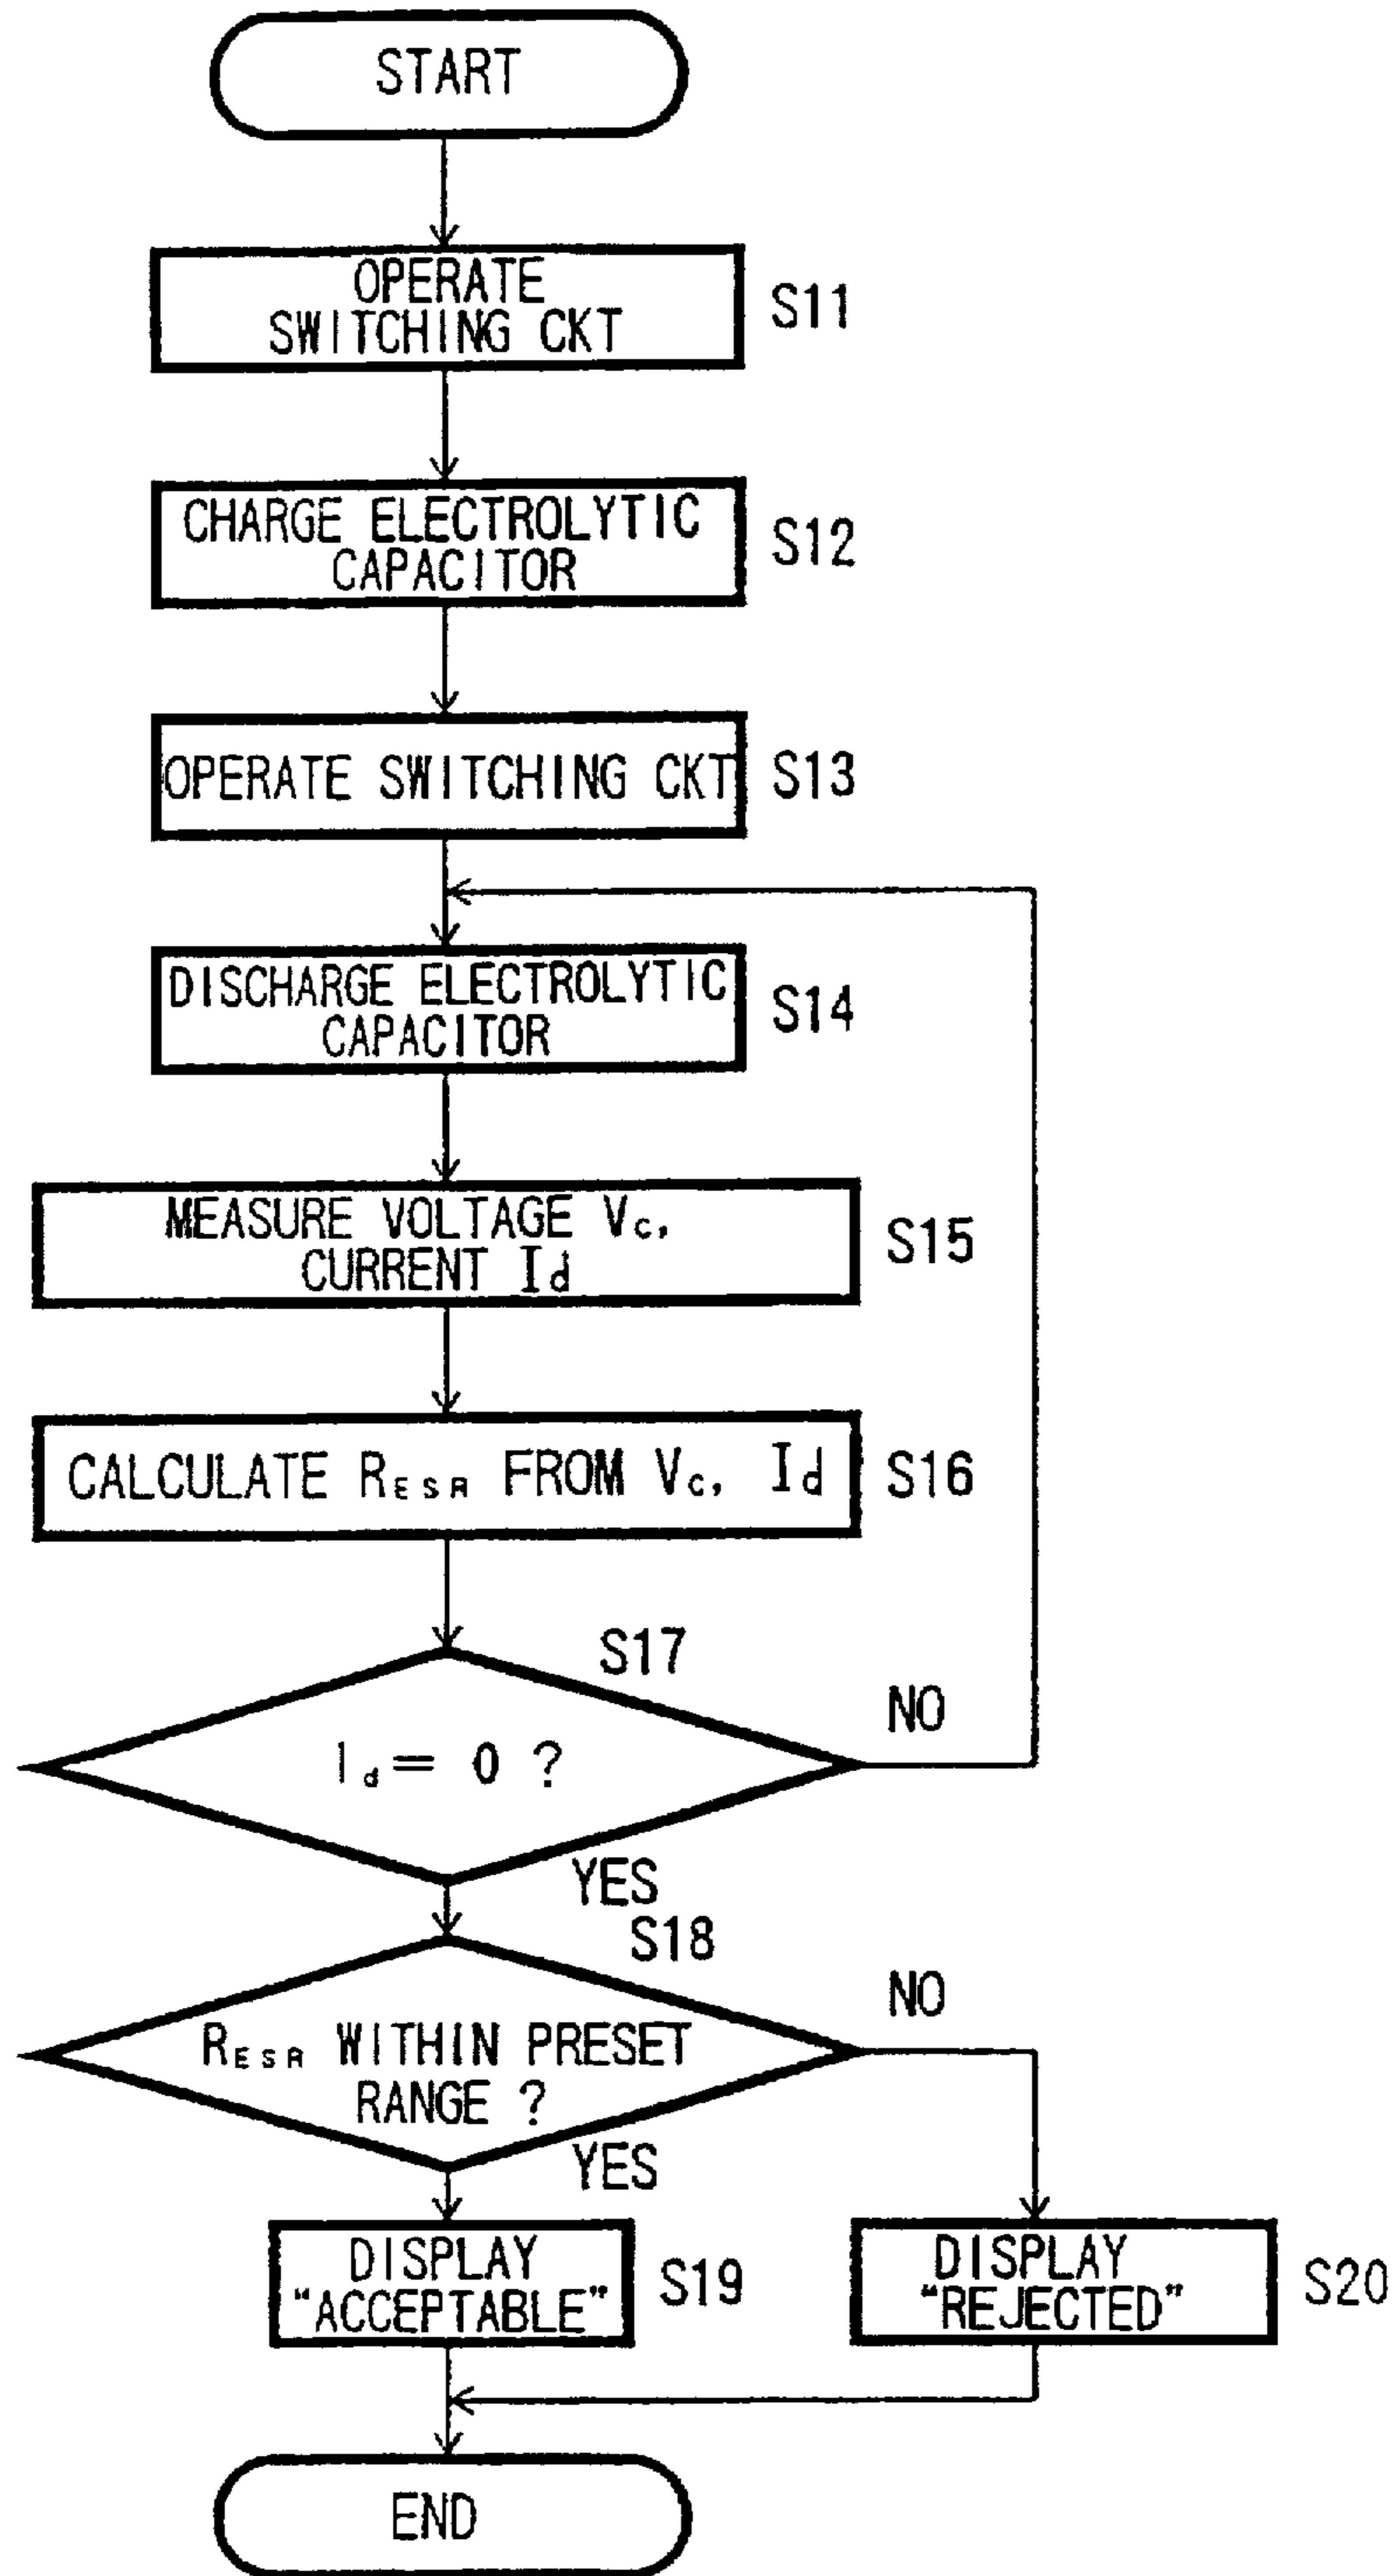 START
OPERATE
SWITCHING CKT
S11
CHARGE ELECTROLYTIC
CAPACITOR
S12
OPERATE SWITCHING CKT
S13
DISCHARGE ELECTROLYTIC
CAPACITOR
S14
MEASURE VOLTAGE Vc,
CURRENT Id
S15
CALCULATE RESR FROM Vc, Id
S16
S17
Id = 0 ?
NO
YES
S18
RESR WITHIN PRESET
RANGE ?
NO
YES
DISPLAY
"ACCEPTABLE"
S19
DISPLAY
"REJECTED"
S20
END